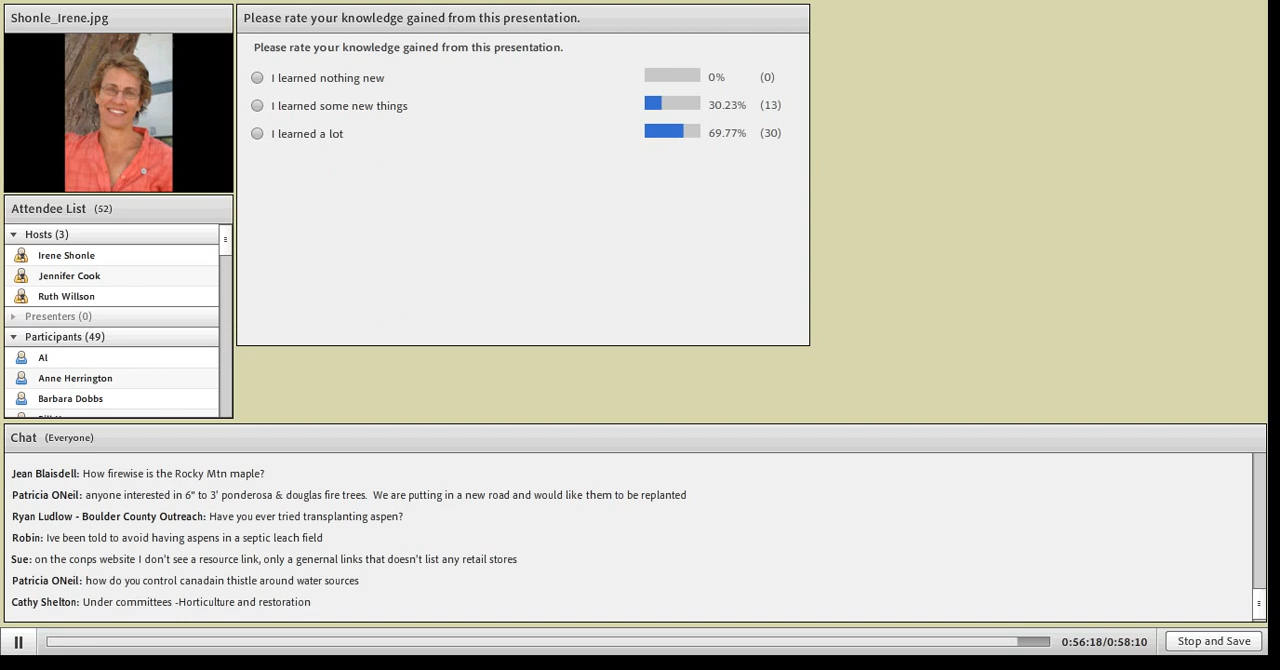 Shonle_Irene.jpg
Please rate your knowledge gained from this presentation.
Please rate your knowledge gained from this presentation.
I learned nothing new 0% (0)
I learned some new things 30.23% (13)
I learned a lot 69.77% (30)
Attendee List (52)
Hosts (3)
Irene Shonle
Jennifer Cook
Ruth Willson
Presenters (0)
Participants (49)
Al
Anne Herrington
Barbara Dobbs
Chat (Everyone)
Jean Blaisdell: How firewise is the Rocky Mtn maple?
Patricia ONeil: anyone interested in 6" to 3' ponderosa & douglas fire trees. We are putting in a new road and would like them to be replanted
Ryan Ludlow - Boulder County Outreach: Have you ever tried transplanting aspen?
Robin: Ive been told to avoid having aspens in a septic leach field
Sue: on the conps website I don't see a resource link, only a genernal links that doesn't list any retail stores
Patricia ONeil: how do you control canadain thistle around water sources
Cathy Shelton: Under committees -Horticulture and restoration
0:56:18/0:58:10 Stop and Save